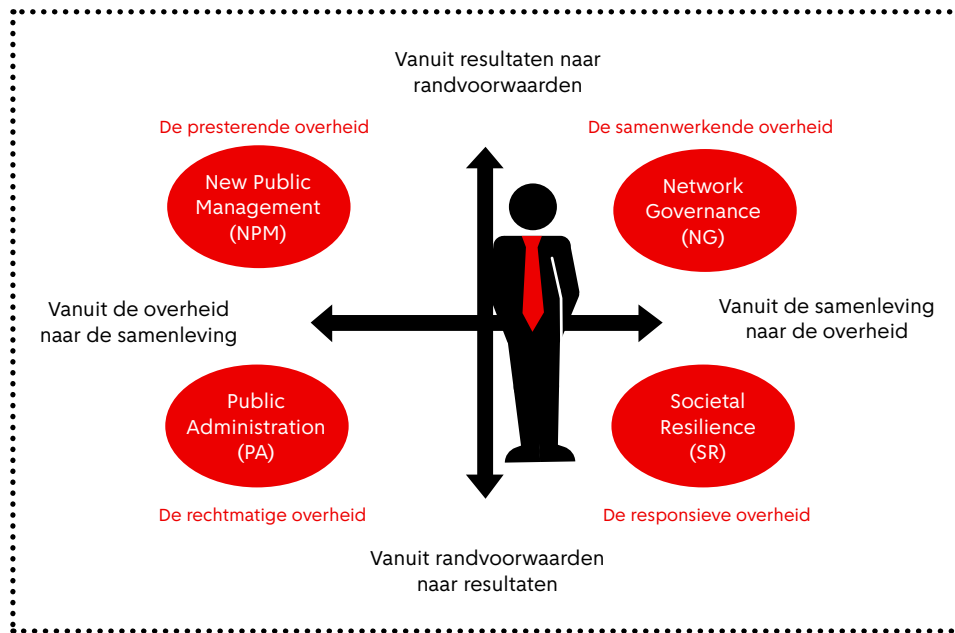 Vanuit resultaten naar
randvoorwaarden
De presterende overheid
De samenwerkende overheid
New Public
Management
(NPM)
Network
Governance
(NG)
Vanuit de overheid
naar de samenleving
Vanuit de samenleving
naar de overheid
Public
Administration
(PA)
Societal
Resilience
(SR)
De rechtmatige overheid
De responsieve overheid
Vanuit randvoorwaarden
naar resultaten